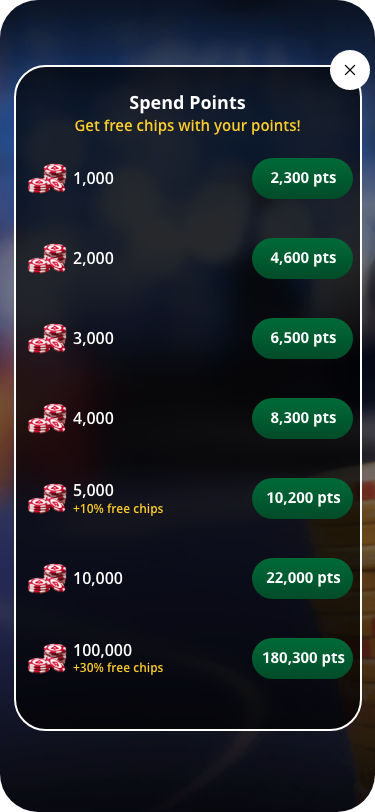 Spend Points
Get free chips with your points!
1,000
2,300 pts
2,000
4,600 pts
3,000
6,500 pts
4,000
8,300 pts
5,000
+10% free chips
10,200 pts
10,000
22,000 pts
100,000
+30% free chips
180,300 pts